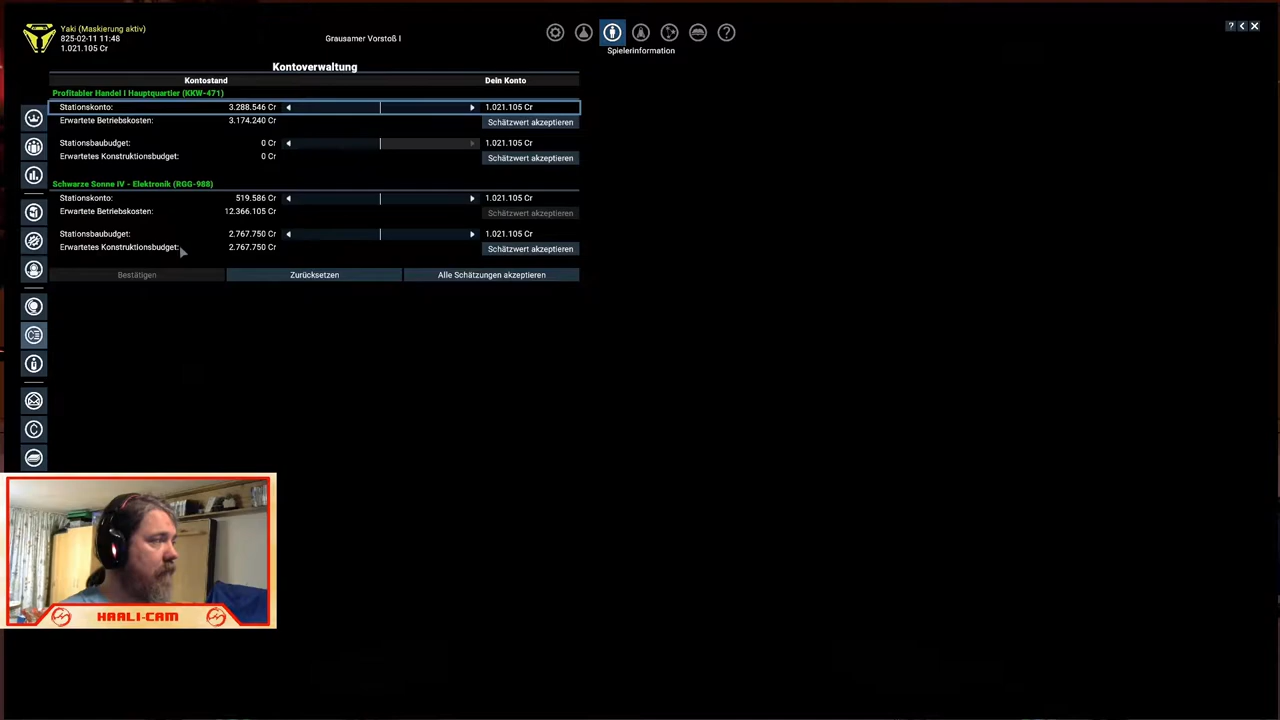 Yaki (Maskierung aktiv)
825-02-11 11:48
1.021.105 Cr
Grausamer Vorstoß I
Spielerinformation
Kontoverwaltung
Kontostand Dein Konto
Profitabler Handel I Hauptquartier (KKW-471)
Stationskonto: 3.288.546 Cr 1.021.105 Cr
Erwartete Betriebskosten: 3.174.240 Cr Schätzwert akzeptieren
Stationsbaubudget: 0 Cr 1.021.105 Cr
Erwartetes Konstruktionsbudget: 0 Cr Schätzwert akzeptieren
Schwarze Sonne IV - Elektronik (RGG-988)
Stationskonto: 519.586 Cr 1.021.105 Cr
Erwartete Betriebskosten: 12.366.105 Cr Schätzwert akzeptieren
Stationsbaubudget: 2.767.750 Cr 1.021.105 Cr
Erwartetes Konstruktionsbudget: 2.767.750 Cr Schätzwert akzeptieren
Bestätigen Zurücksetzen Alle Schätzungen akzeptieren
HAALI-CAM